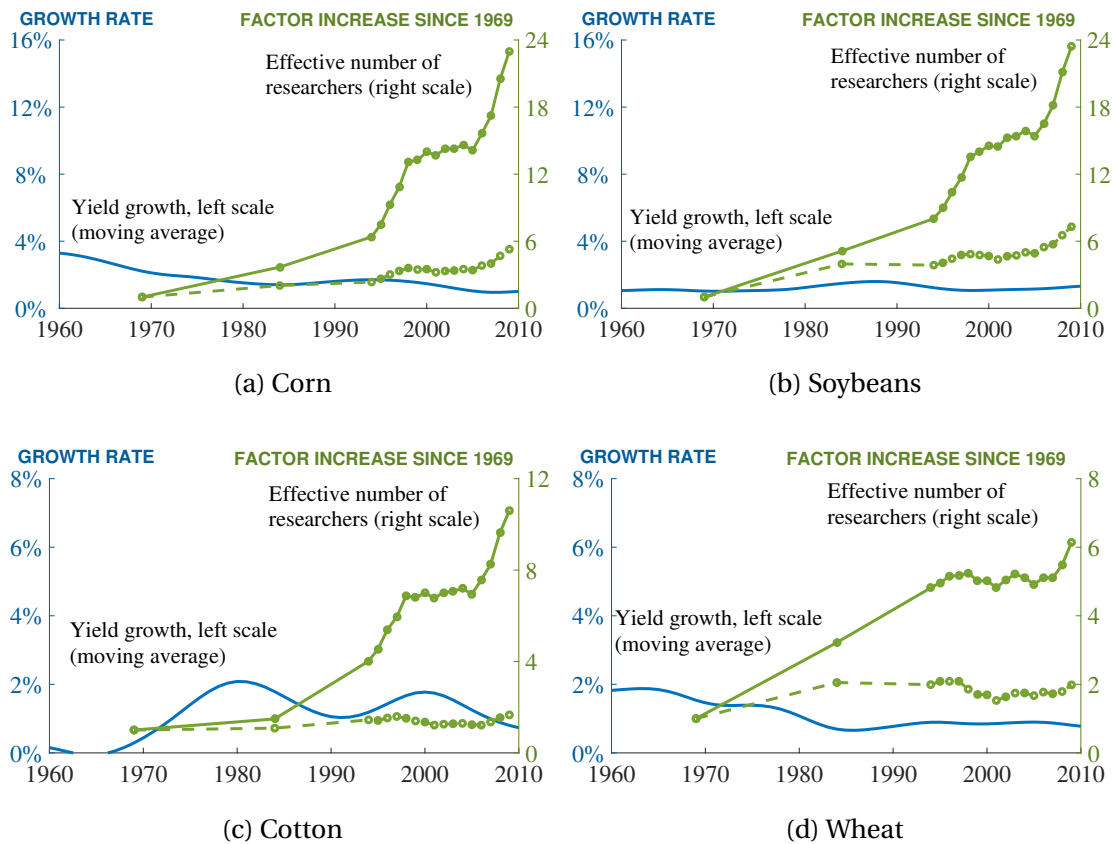 GROWTH RATE
FACTOR INCREASE SINCE 1969
16%
12%
8%
4%
0%
24
18
12
6
0
Effective number of
researchers (right scale)
Yield growth, left scale
(moving average)
1960 1970 1980 1990 2000 2010
(a) Corn
GROWTH RATE
FACTOR INCREASE SINCE 1969
16%
12%
8%
4%
0%
24
18
12
6
0
Effective number of
researchers (right scale)
Yield growth, left scale
(moving average)
1960 1970 1980 1990 2000 2010
(b) Soybeans
GROWTH RATE
FACTOR INCREASE SINCE 1969
8%
6%
4%
2%
0%
12
8
4
0
Effective number of
researchers (right scale)
Yield growth, left scale
(moving average)
1960 1970 1980 1990 2000 2010
(c) Cotton
GROWTH RATE
FACTOR INCREASE SINCE 1969
8%
6%
4%
2%
0%
8
6
4
2
0
Effective number of
researchers (right scale)
Yield growth, left scale
(moving average)
1960 1970 1980 1990 2000 2010
(d) Wheat